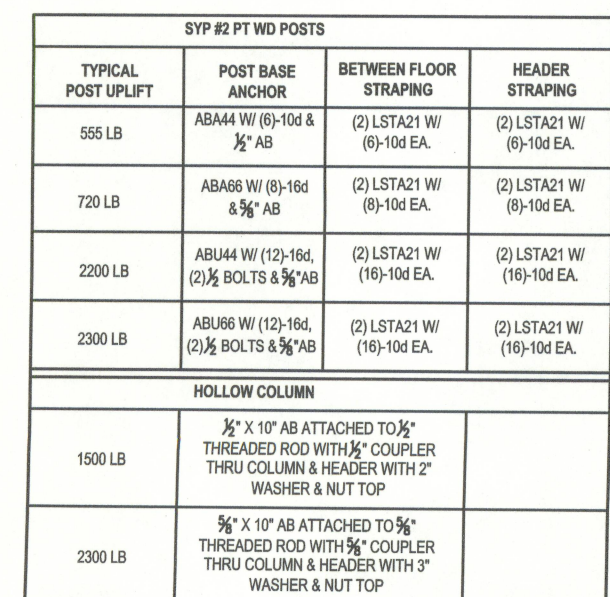 SYP #2 PT WD POSTS
TYPICAL
POST UPLIFT
POST BASE
ANCHOR
BETWEEN FLOOR
STRAPING
HEADER
STRAPING
555 LB
ABA44 W/ (6)-10d &
½" AB
(2) LSTA21 W/
(6)-10d EA.
(2) LSTA21 W/
(6)-10d EA.
720 LB
ABA66 W/ (8)-16d
& ⅝" AB
(2) LSTA21 W/
(8)-10d EA.
(2) LSTA21 W/
(8)-10d EA.
2200 LB
ABU44 W/ (12)-16d,
(2) ½ BOLTS & ⅝"AB
(2) LSTA21 W/
(16)-10d EA.
(2) LSTA21 W/
(16)-10d EA.
2300 LB
ABU66 W/ (12)-16d,
(2) ½ BOLTS & ⅝"AB
(2) LSTA21 W/
(16)-10d EA.
(2) LSTA21 W/
(16)-10d EA.
HOLLOW COLUMN
1500 LB
½" X 10" AB ATTACHED TO ½"
THREADED ROD WITH ½" COUPLER
THRU COLUMN & HEADER WITH 2"
WASHER & NUT TOP
2300 LB
⅝" X 10" AB ATTACHED TO ⅝"
THREADED ROD WITH ⅝" COUPLER
THRU COLUMN & HEADER WITH 3"
WASHER & NUT TOP